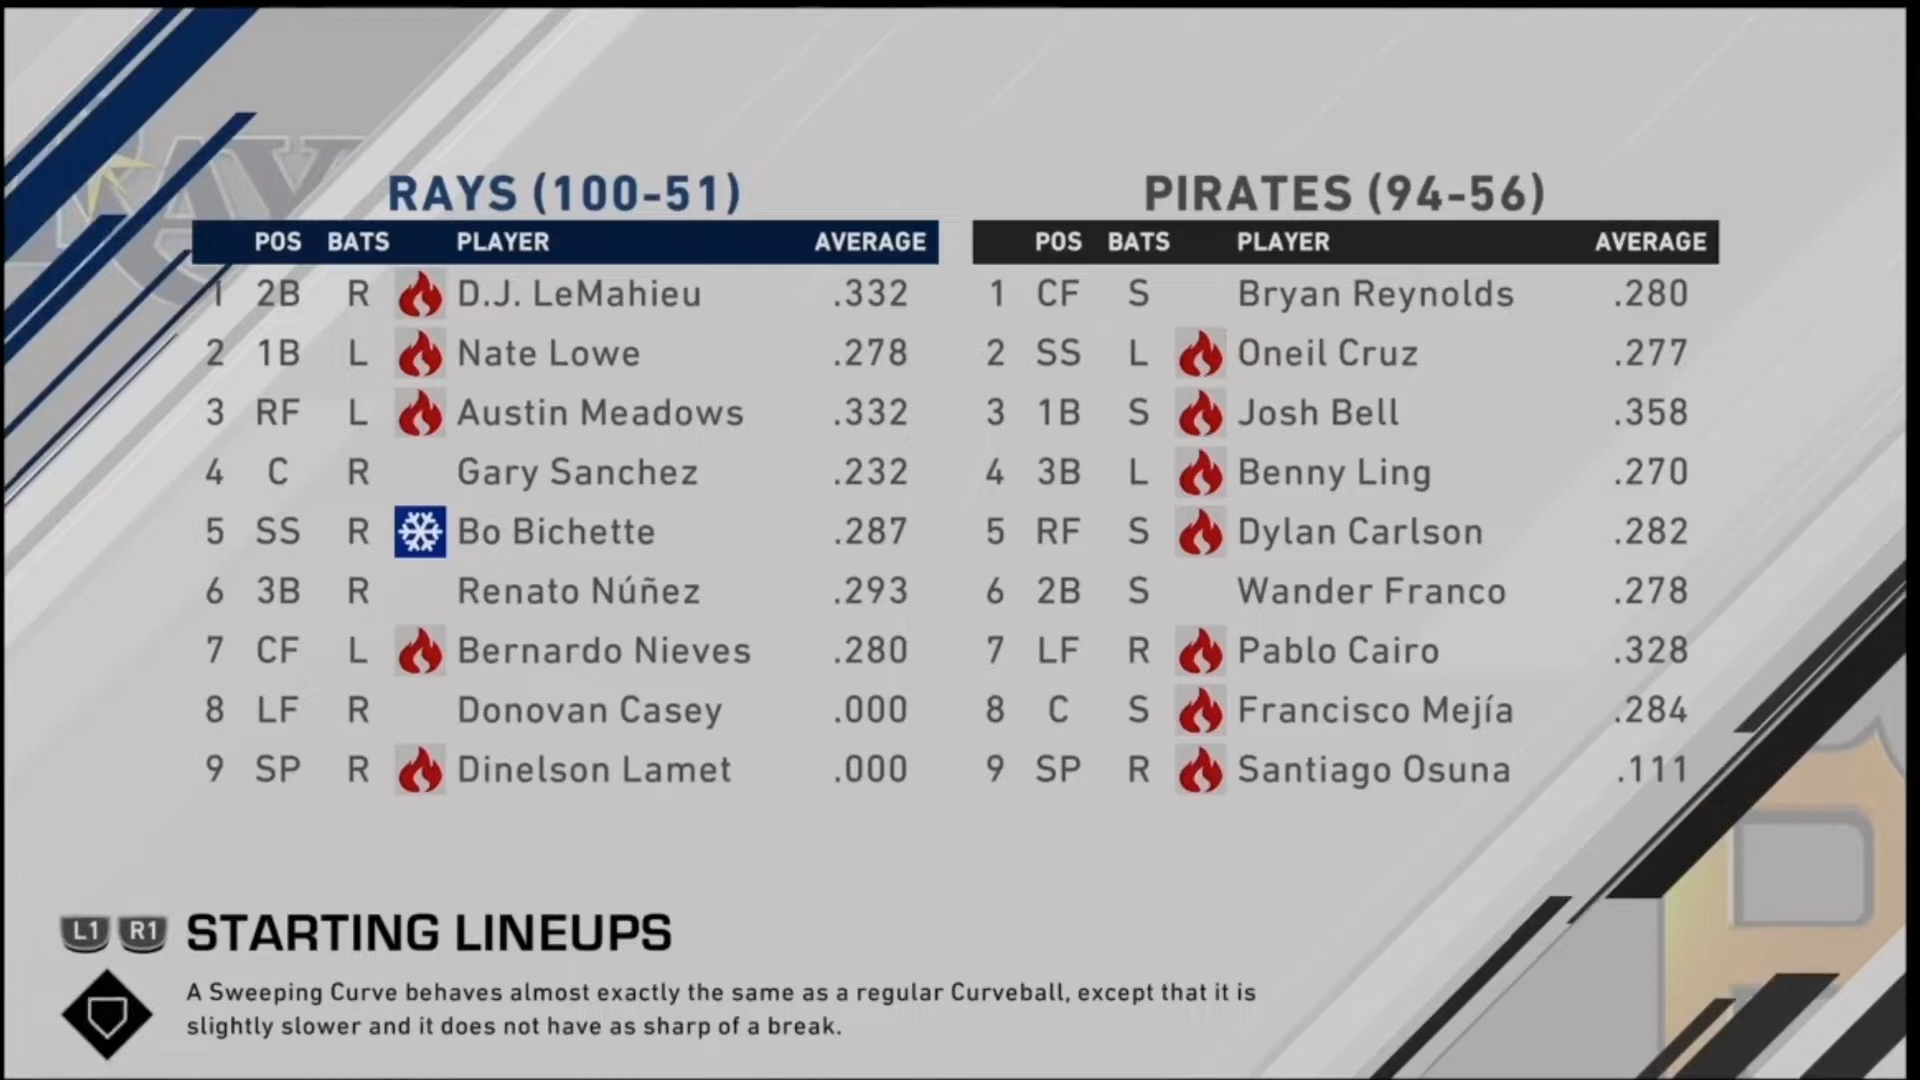 RAYS (100-51)
POS BATS PLAYER AVERAGE
1 2B R D.J. LeMahieu .332
2 1B L Nate Lowe .278
3 RF L Austin Meadows .332
4 C R Gary Sanchez .232
5 SS R Bo Bichette .287
6 3B R Renato Núñez .293
7 CF L Bernardo Nieves .280
8 LF R Donovan Casey .000
9 SP R Dinelson Lamet .000
PIRATES (94-56)
POS BATS PLAYER AVERAGE
1 CF S Bryan Reynolds .280
2 SS L Oneil Cruz .277
3 1B S Josh Bell .358
4 3B L Benny Ling .270
5 RF S Dylan Carlson .282
6 2B S Wander Franco .278
7 LF R Pablo Cairo .328
8 C S Francisco Mejía .284
9 SP R Santiago Osuna .111
L1 R1 STARTING LINEUPS
A Sweeping Curve behaves almost exactly the same as a regular Curveball, except that it is
slightly slower and it does not have as sharp of a break.